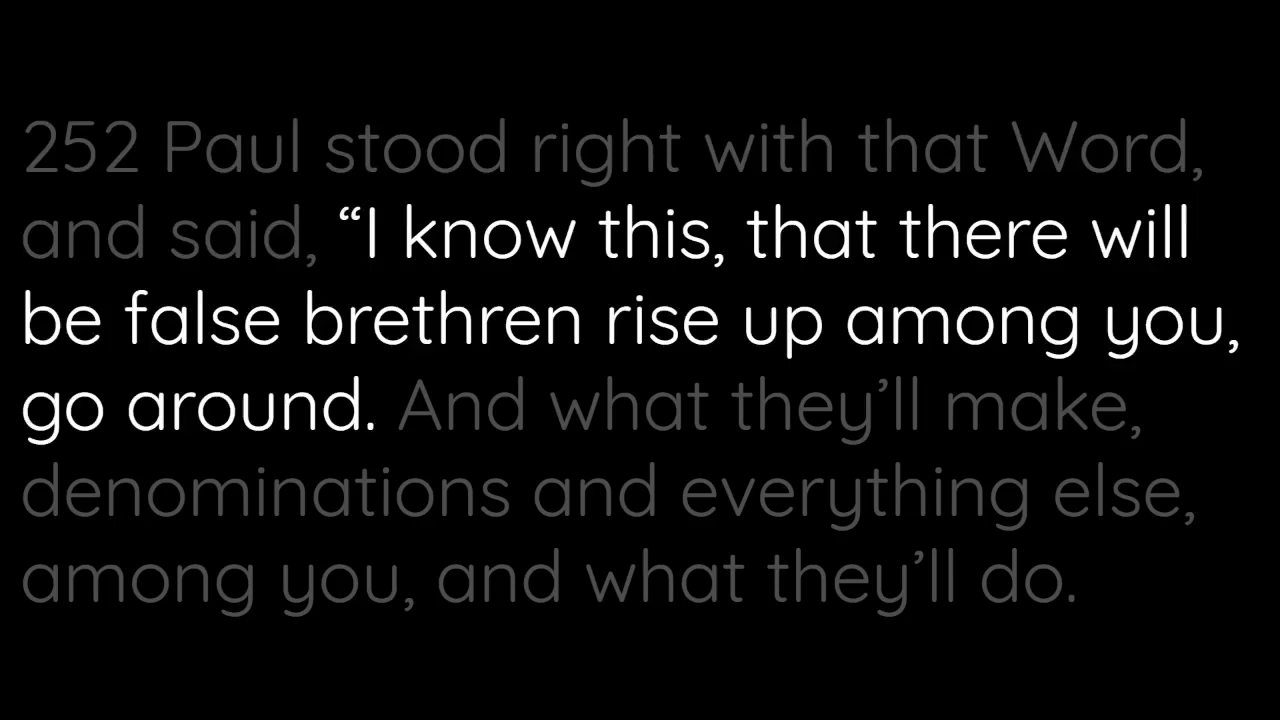 252 Paul stood right with that Word,
and said, “I know this, that there will
be false brethren rise up among you,
go around. And what they’ll make,
denominations and everything else,
among you, and what they’ll do.